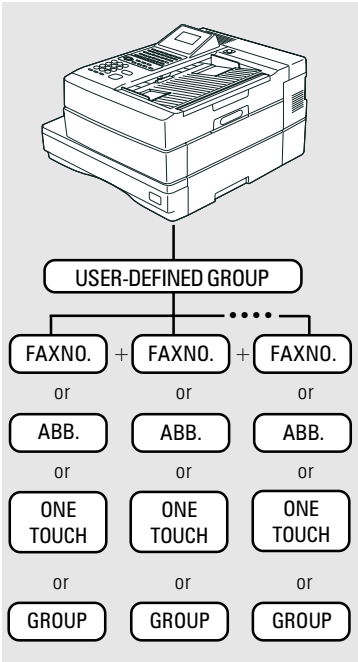 USER-DEFINED GROUP
FAXNO. + FAXNO. + FAXNO.
or or or
ABB. ABB. ABB.
or or or
ONE TOUCH ONE TOUCH ONE TOUCH
or or or
GROUP GROUP GROUP